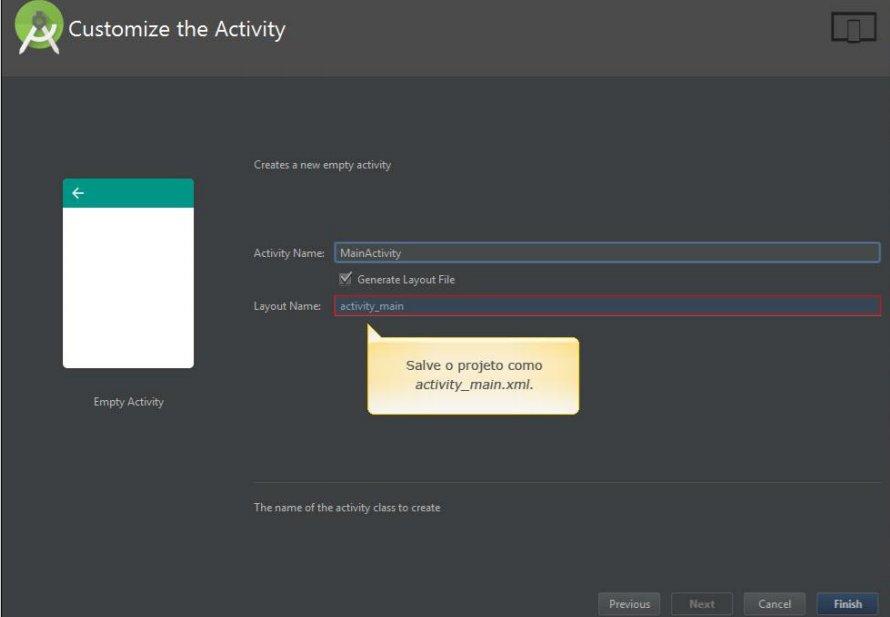 Customize the Activity
Creates a new empty activity
Activity Name: MainActivity
Generate Layout File
Layout Name: activity_main
Salve o projeto como
activity_main.xml.
Empty Activity
The name of the activity class to create
Previous Next Cancel Finish